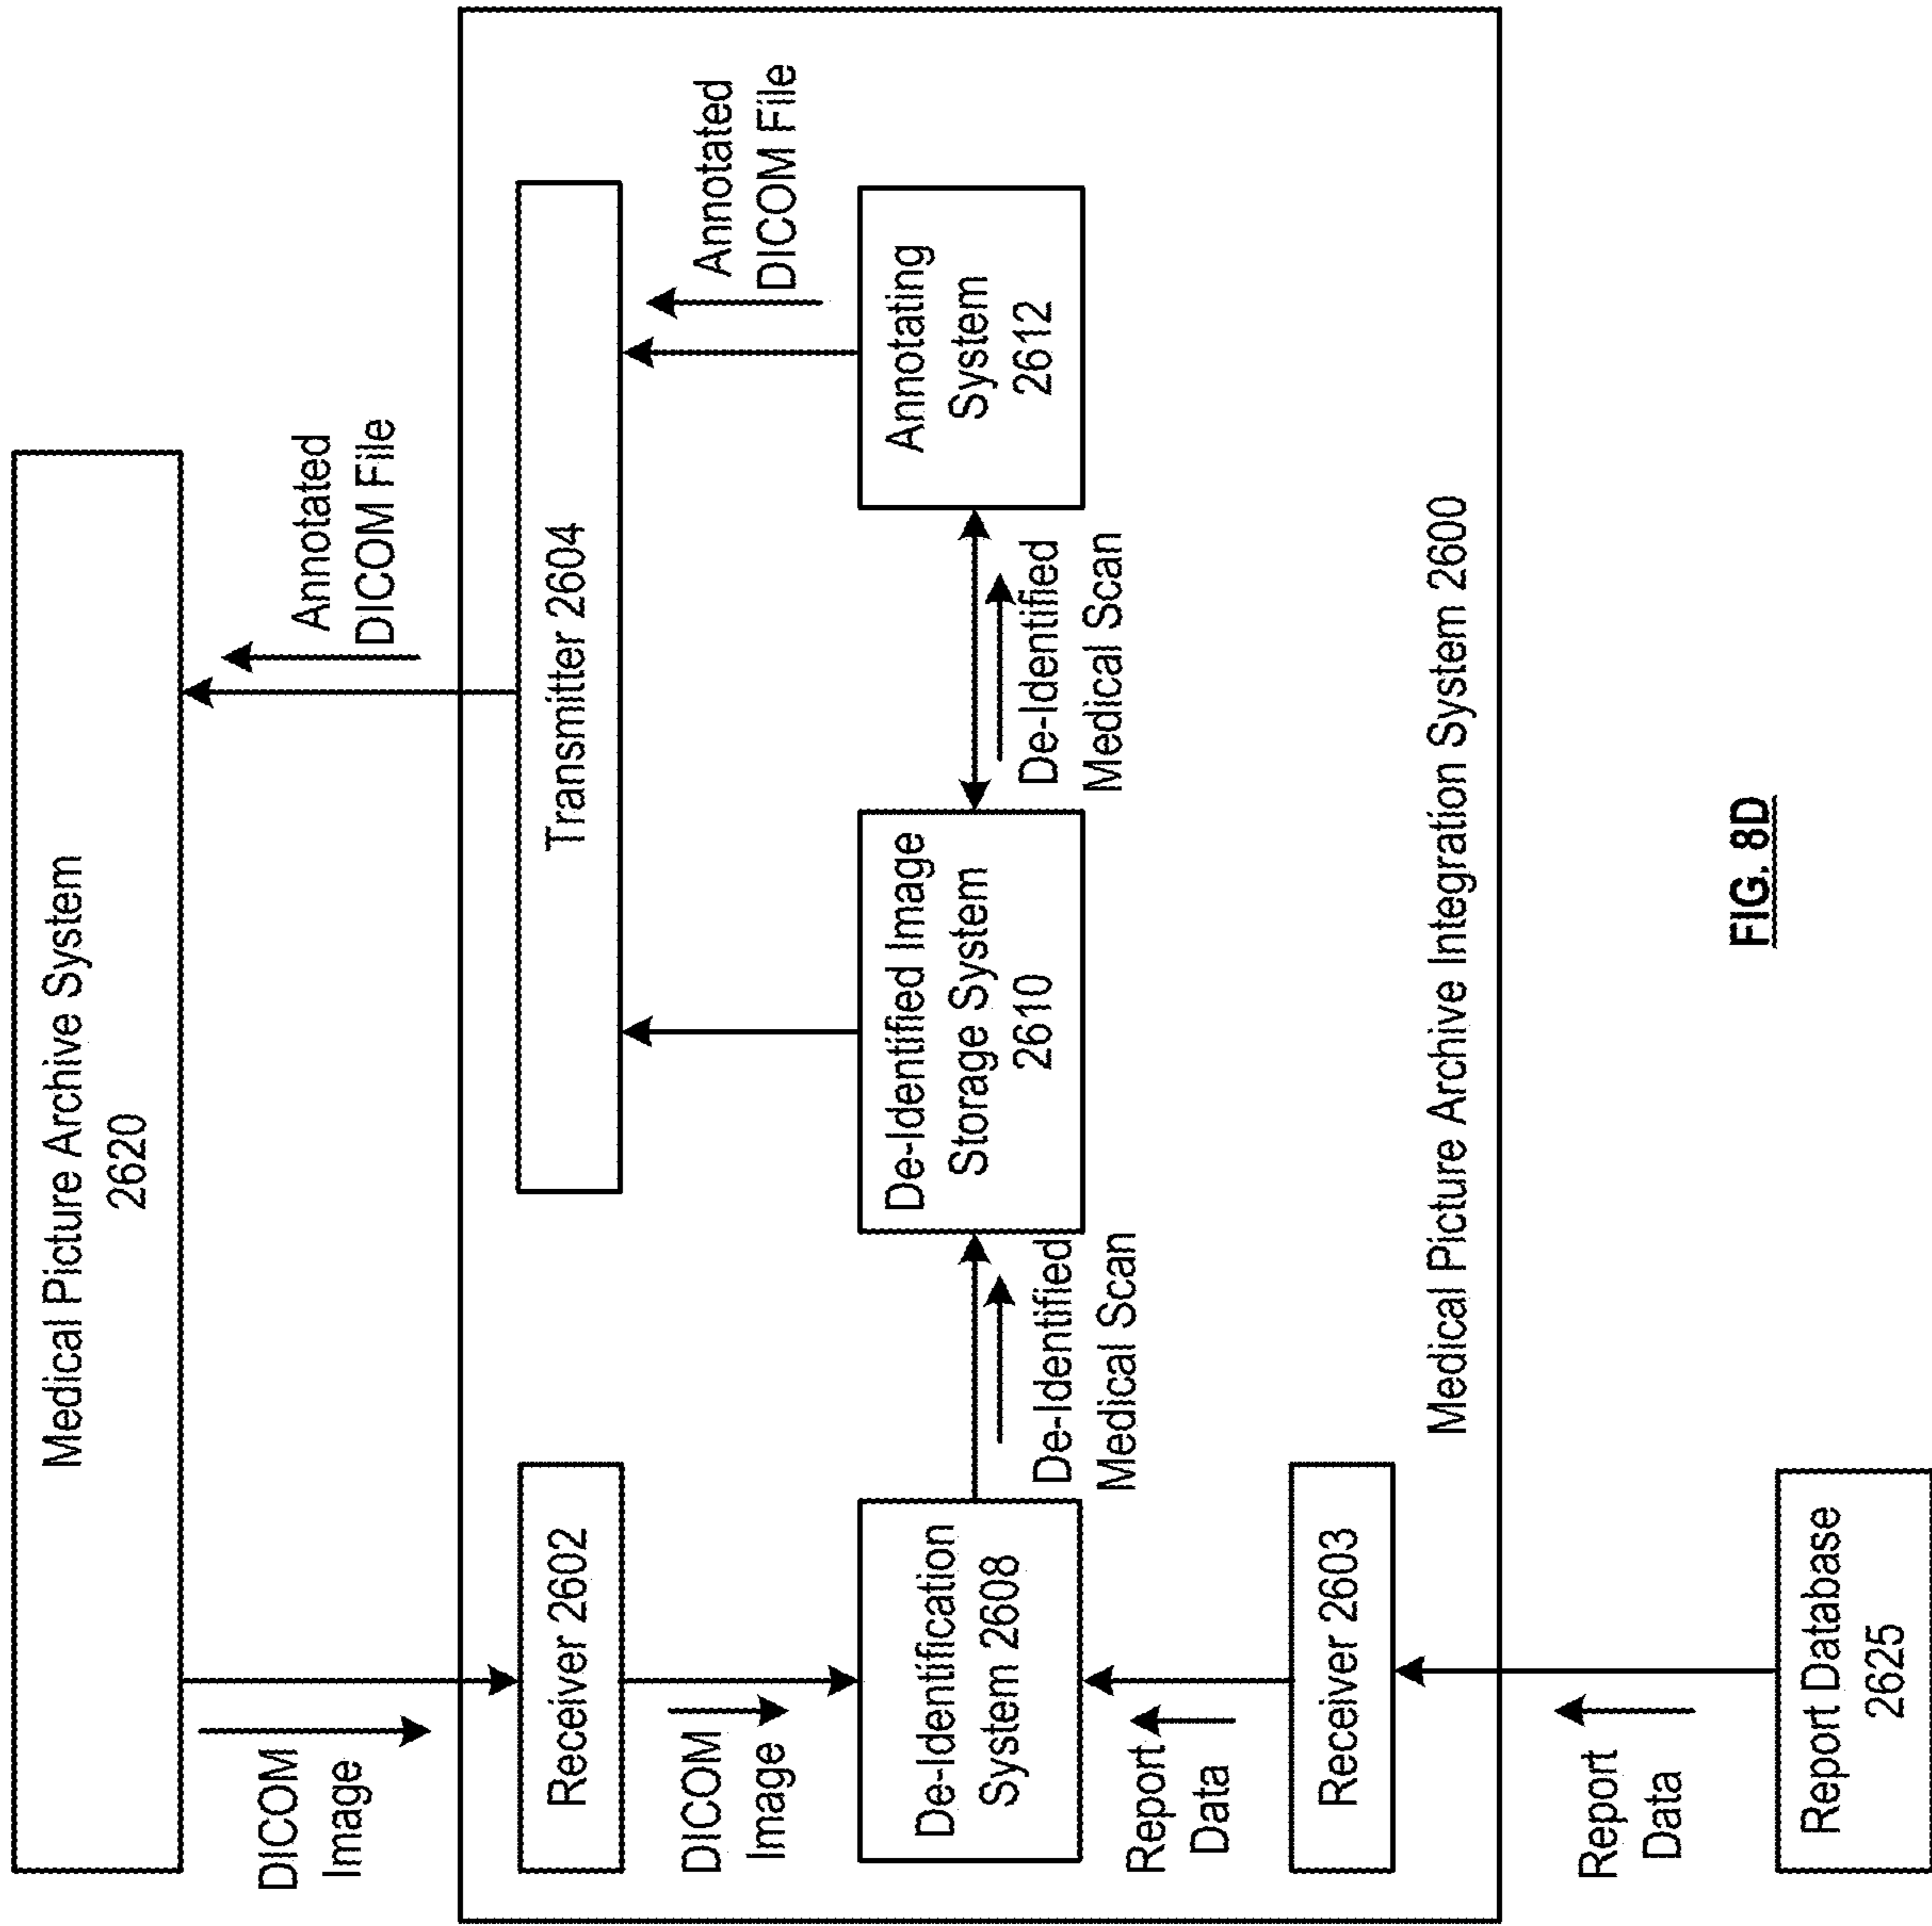 Medical Picture Archive System
2620
DICOM
Image
Annotated
DICOM File
Receiver 2602
Transmitter 2604
DICOM
Image
Annotated
DICOM File
De-Identification
System 2608
De-Identified
Medical Scan
De-Identified Image
Storage System
2610
De-Identified
Medical Scan
Annotating
System
2612
Report
Data
Receiver 2603
Medical Picture Archive Integration System 2600
Report
Data
Report Database
2625
FIG. 8D